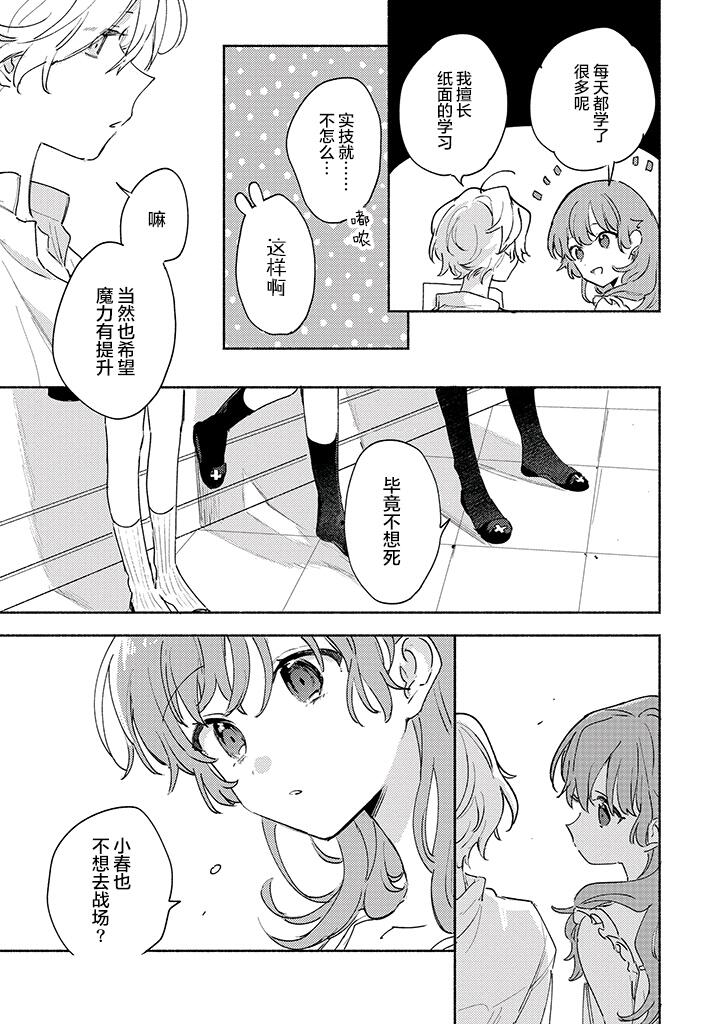 每天都学了
很多呢
我擅长
纸面的学习
实技就……
不怎么…
嘟哝
这样啊
嘛
当然也希望
魔力有提升
毕竟不想死
小春也
不想去战场？